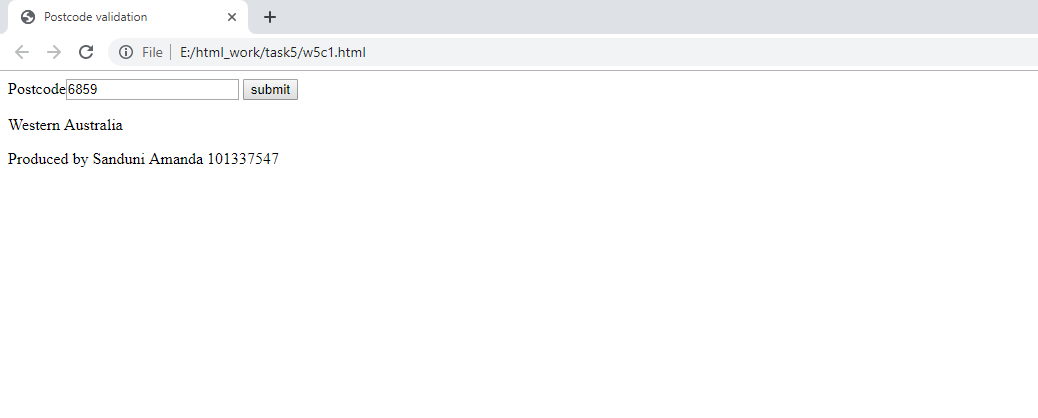 Postcode validation
File E:/html_work/task5/w5c1.html
Postcode 6859 submit
Western Australia
Produced by Sanduni Amanda 101337547